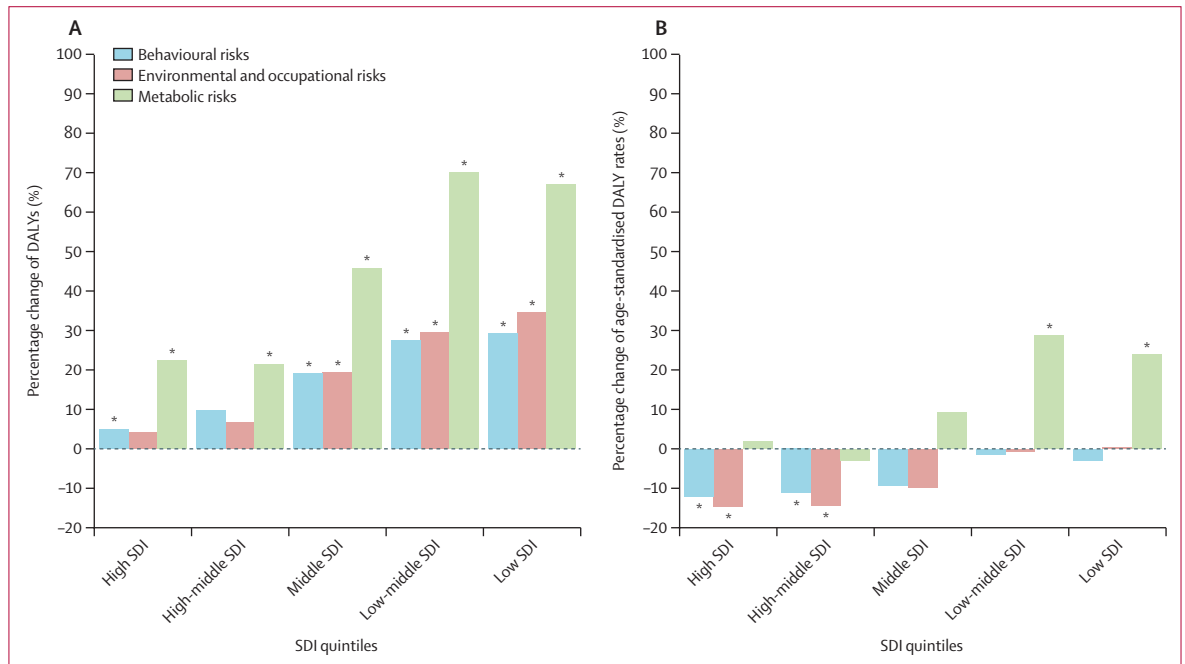 A
Behavioural risks
Environmental and occupational risks
Metabolic risks
Percentage change of DALYs (%)
100
90
80
70
60
50
40
30
20
10
0
–10
–20
*
*
*
*
*
*
*
*
*
*
*
*
High SDI
High-middle SDI
Middle SDI
Low-middle SDI
Low SDI
SDI quintiles
B
Percentage change of age-standardised DALY rates (%)
100
90
80
70
60
50
40
30
20
10
0
–10
–20
*
*
*
*
*
*
High SDI
High-middle SDI
Middle SDI
Low-middle SDI
Low SDI
SDI quintiles